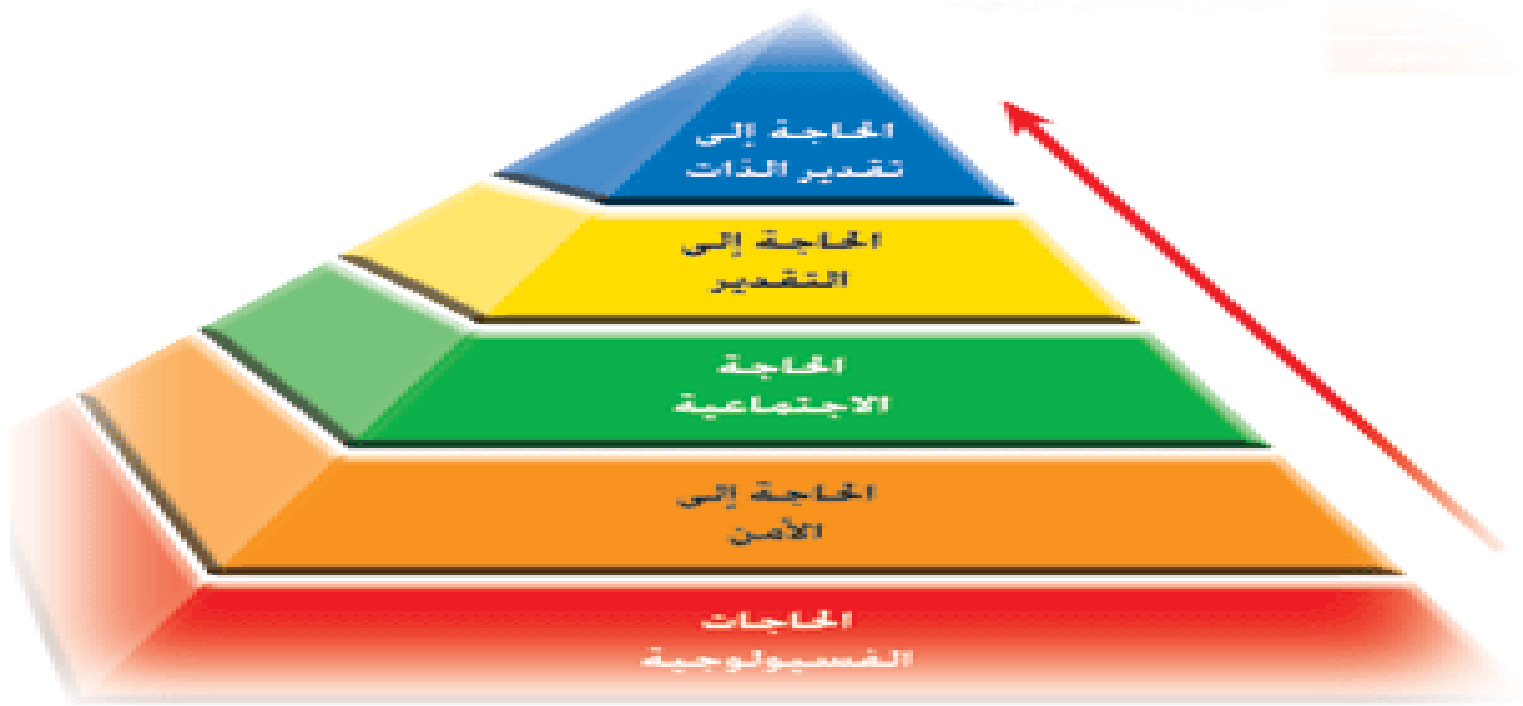 الحاجة إلى
تقدير الذات
الحاجة إلى
التقدير
الحاجة
الاجتماعية
الحاجة إلى
الأمن
الحاجات
الفسيولوجية